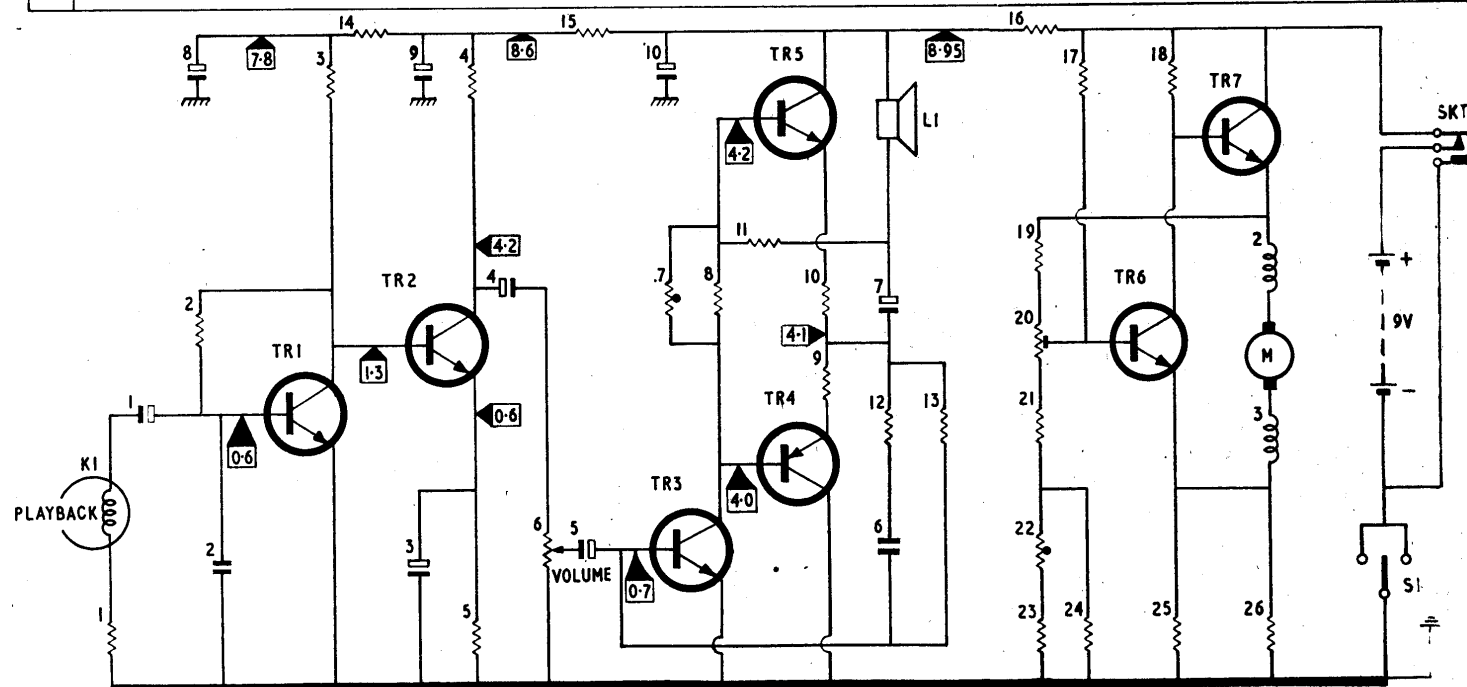 14 15 16
8 7.8 3 9 4 8.6 10 TR5 8.95 17 18 TR7
SKT
4.2 L1
11 19 2
4.2
TR2 4 .7 8 10 7 TR6 +
2 20
4.1 9V
TR1 1.3 9 M
-
1 TR4 12 13 21 3
0.6
0.6
K1 TR3 4.0
PLAYBACK 6 5 6 22
2 3 VOLUME 0.7 S1
1 5 23 24 25 26